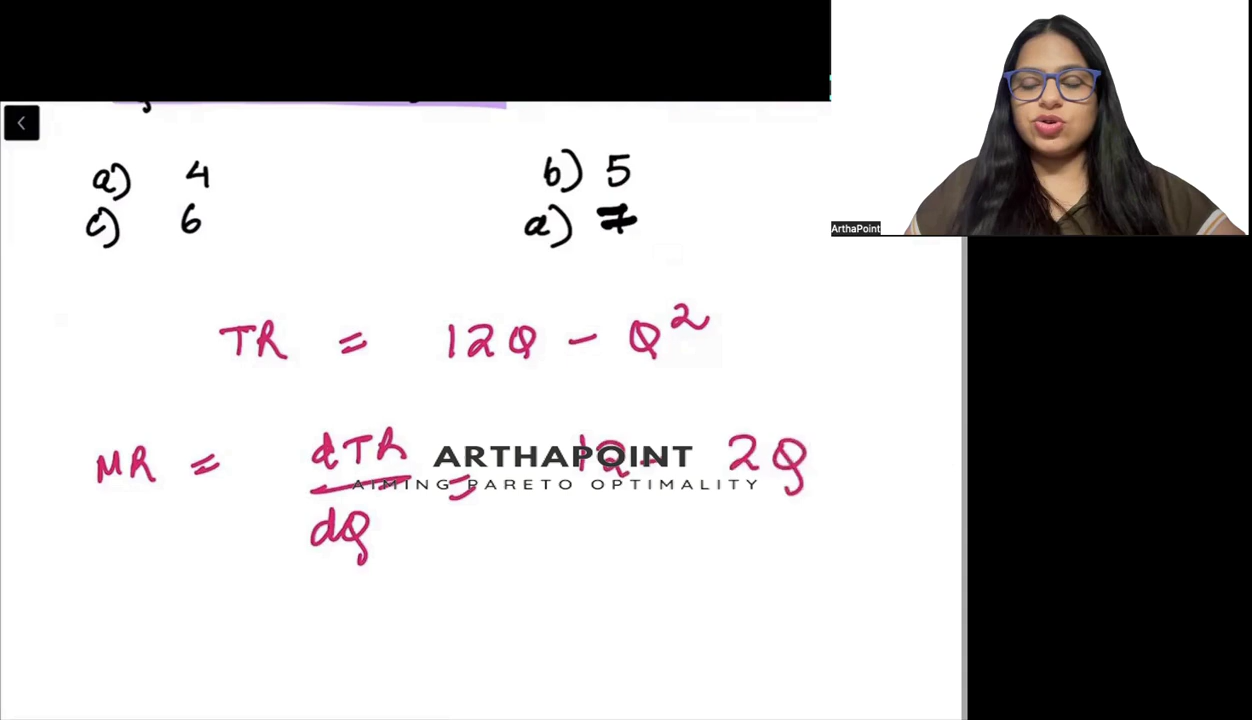 a) 4 b) 5
c) 6 d) 7
TR = 12Q - Q²
MR = dTR/dQ = 12 - 2Q
ARTHAPOINT
AIMING PARETO OPTIMALITY
ArthaPoint